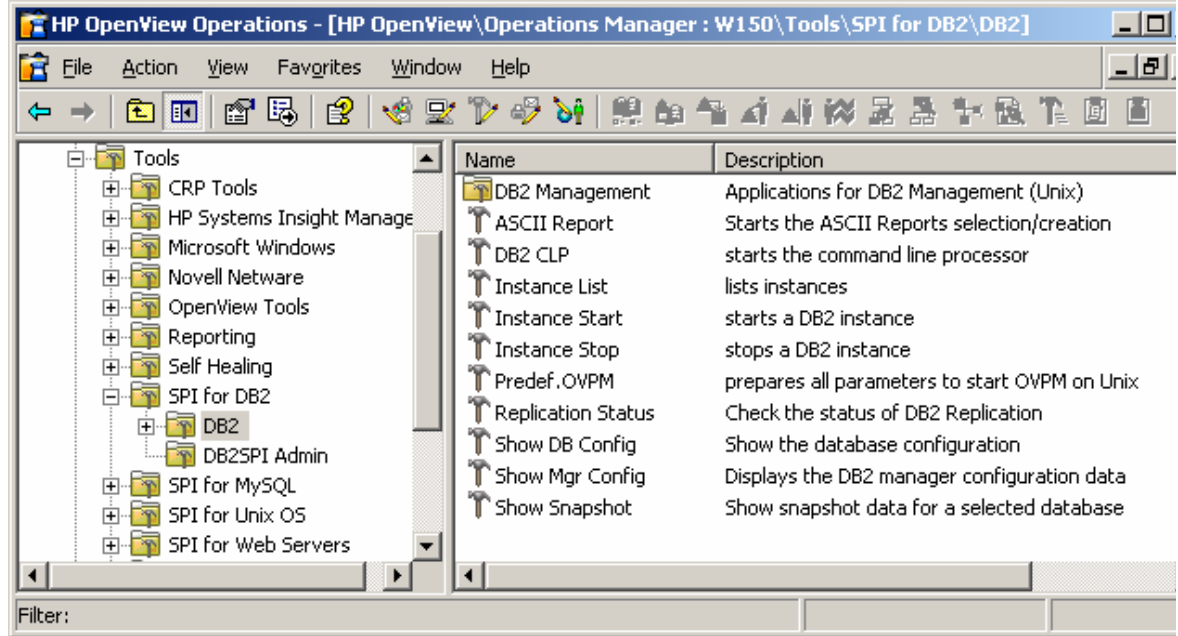 HP OpenView Operations - [HP OpenView\Operations Manager : W150\Tools\SPI for DB2\DB2]
File Action View Favorites Window Help
Tools
CRP Tools
HP Systems Insight Manage
Microsoft Windows
Novell Netware
OpenView Tools
Reporting
Self Healing
SPI for DB2
DB2
DB2SPI Admin
SPI for MySQL
SPI for Unix OS
SPI for Web Servers
Name Description
DB2 Management Applications for DB2 Management (Unix)
ASCII Report Starts the ASCII Reports selection/creation
DB2 CLP starts the command line processor
Instance List lists instances
Instance Start starts a DB2 instance
Instance Stop stops a DB2 instance
Predef.OVPM prepares all parameters to start OVPM on Unix
Replication Status Check the status of DB2 Replication
Show DB Config Show the database configuration
Show Mgr Config Displays the DB2 manager configuration data
Show Snapshot Show snapshot data for a selected database
Filter: